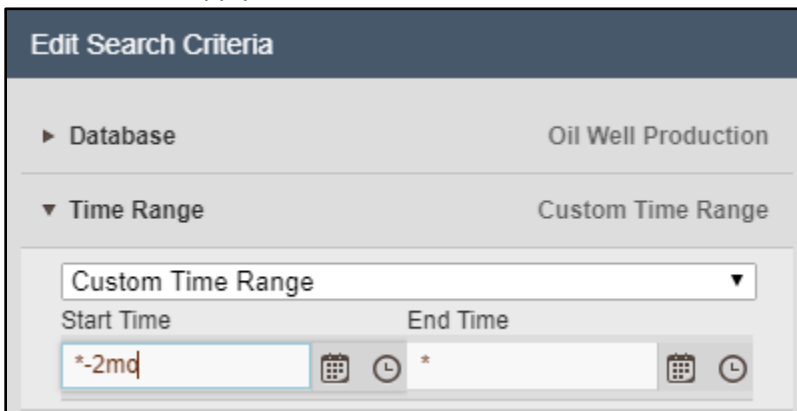 Edit Search Criteria
Database Oil Well Production
Time Range Custom Time Range
Custom Time Range
Start Time End Time
*-2mo *